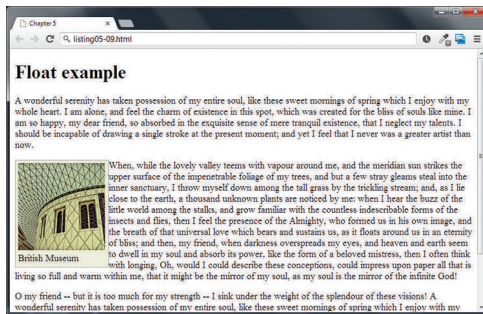 Chapter 5
listing05-09.html
Float example
A wonderful serenity has taken possession of my entire soul, like these sweet mornings of spring which I enjoy with my
whole heart. I am alone, and feel the charm of existence in this spot, which was created for the bliss of souls like mine. I
am so happy, my dear friend, so absorbed in the exquisite sense of mere tranquil existence, that I neglect my talents. I
should be incapable of drawing a single stroke at the present moment; and yet I feel that I never was a greater artist than
now.
When, while the lovely valley teems with vapour around me, and the meridian sun strikes the
upper surface of the impenetrable foliage of my trees, and but a few stray gleams steal into the
inner sanctuary, I throw myself down among the tall grass by the trickling stream; and, as I lie
close to the earth, a thousand unknown plants are noticed by me: when I hear the buzz of the
little world among the stalks, and grow familiar with the countless indescribable forms of the
insects and flies, then I feel the presence of the Almighty, who formed us in his own image, and
the breath of that universal love which bears and sustains us, as it floats around us in an eternity
of bliss; and then, my friend, when darkness overspreads my eyes, and heaven and earth seem
to dwell in my soul and absorb its power, like the form of a beloved mistress, then I often think
with longing, Oh, would I could describe these conceptions, could impress upon paper all that is
British Museum
living so full and warm within me, that it might be the mirror of my soul, as my soul is the mirror of the infinite God!
O my friend -- but it is too much for my strength -- I sink under the weight of the splendour of these visions! A
wonderful serenity has taken possession of my entire soul, like these sweet mornings of spring which I enjoy with my